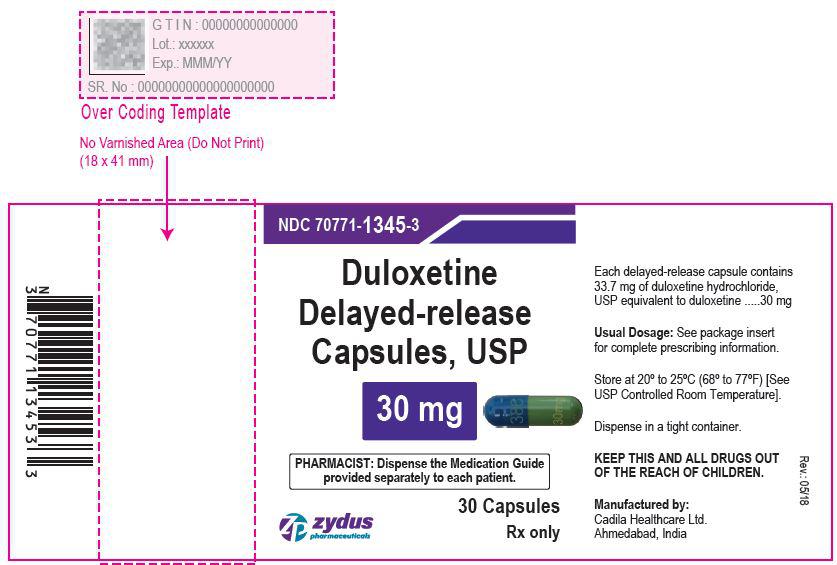 G T I N : 00000000000000
Lot.: xxxxxx
Exp.: MMM/YY
SR. No : 00000000000000000000
Over Coding Template
No Varnished Area (Do Not Print)
(18 x 41 mm)
N
3 70771 13453 3
NDC 70771-1345-3
Duloxetine
Delayed-release
Capsules, USP
30 mg
30mg
PHARMACIST: Dispense the Medication Guide
provided separately to each patient.
30 Capsules
Rx only
zydus
pharmaceuticals
Each delayed-release capsule contains
33.7 mg of duloxetine hydrochloride,
USP equivalent to duloxetine .....30 mg
Usual Dosage: See package insert
for complete prescribing information.
Store at 20º to 25ºC (68º to 77ºF) [See
USP Controlled Room Temperature].
Dispense in a tight container.
KEEP THIS AND ALL DRUGS OUT
OF THE REACH OF CHILDREN.
Manufactured by:
Cadila Healthcare Ltd.
Ahmedabad, India
Rev.: 05/18